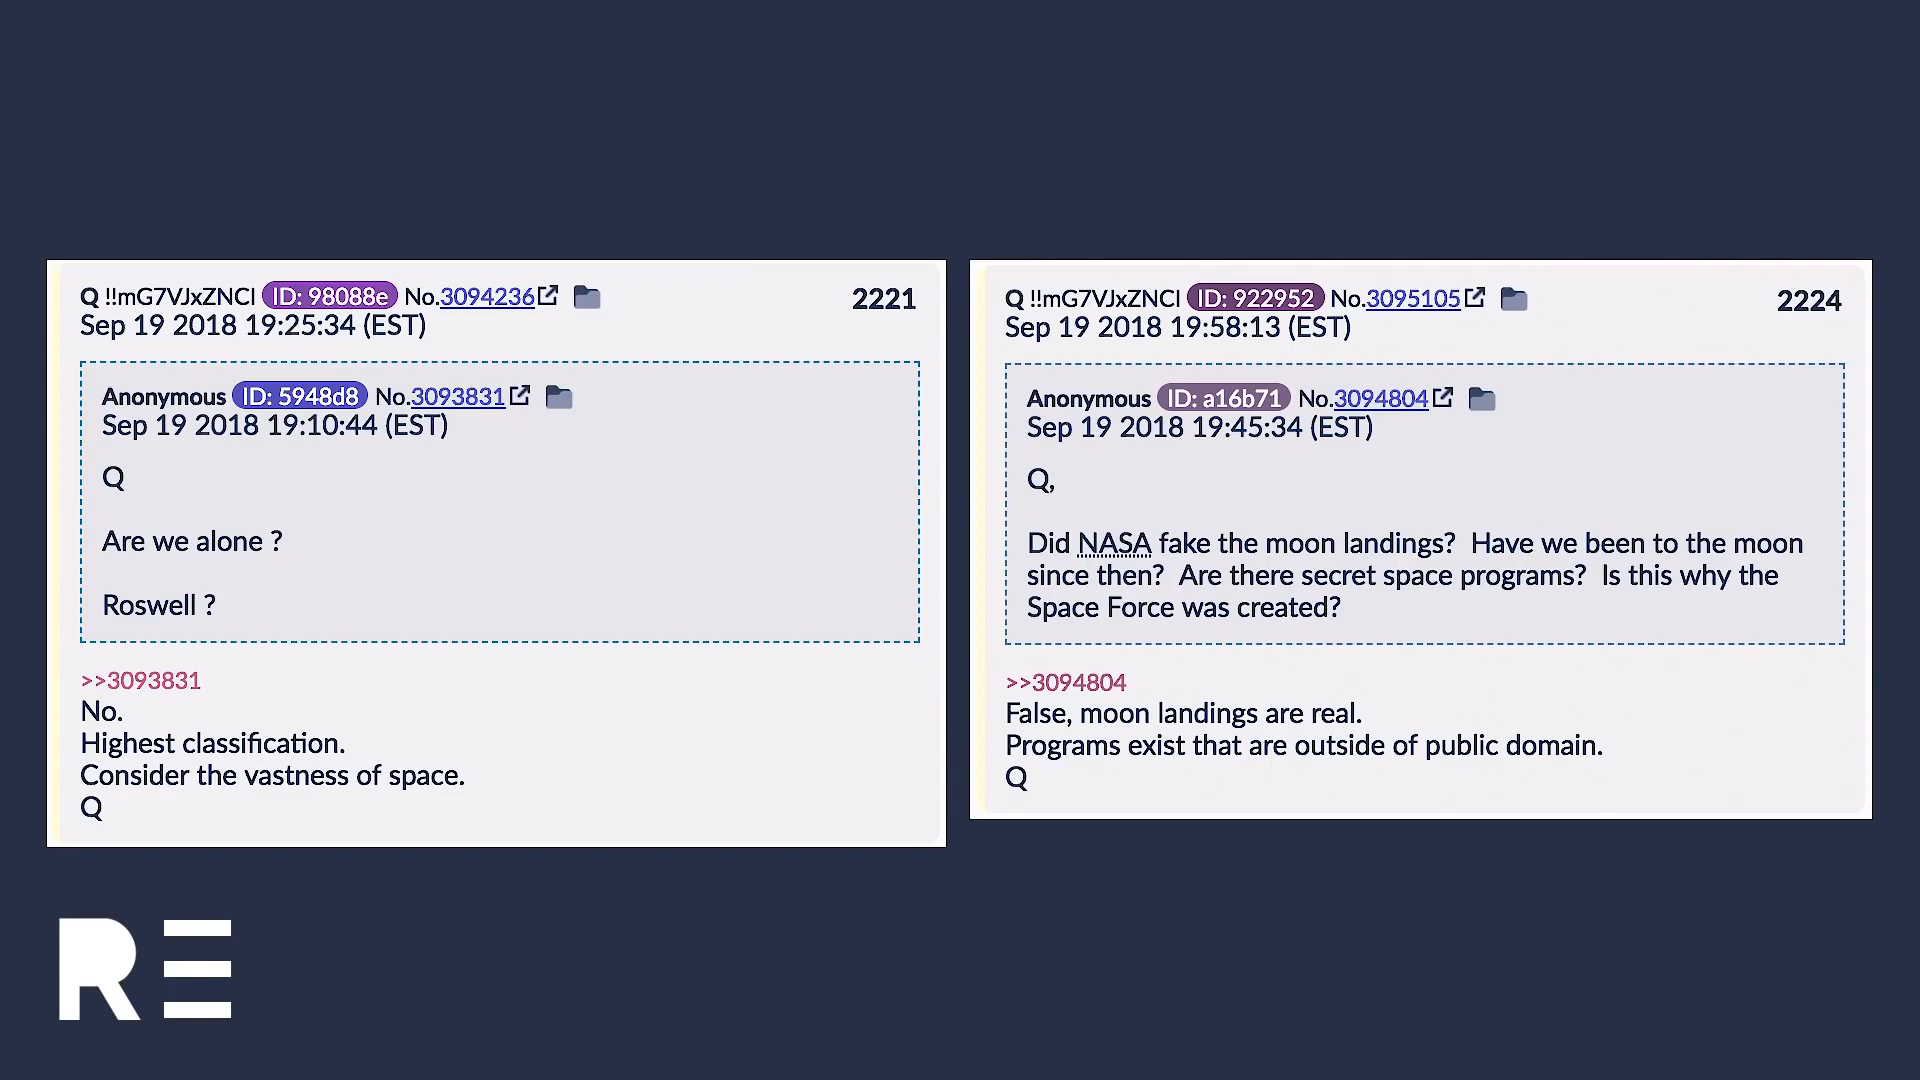 Q !!mG7VJxZNCI ID: 98088e No.3094236 2221
Sep 19 2018 19:25:34 (EST)
Anonymous ID: 5948d8 No.3093831
Sep 19 2018 19:10:44 (EST)
Q
Are we alone ?
Roswell ?
>>3093831
No.
Highest classification.
Consider the vastness of space.
Q
Q !!mG7VJxZNCI ID: 922952 No.3095105 2224
Sep 19 2018 19:58:13 (EST)
Anonymous ID: a16b71 No.3094804
Sep 19 2018 19:45:34 (EST)
Q,
Did NASA fake the moon landings? Have we been to the moon
since then? Are there secret space programs? Is this why the
Space Force was created?
>>3094804
False, moon landings are real.
Programs exist that are outside of public domain.
Q
RE